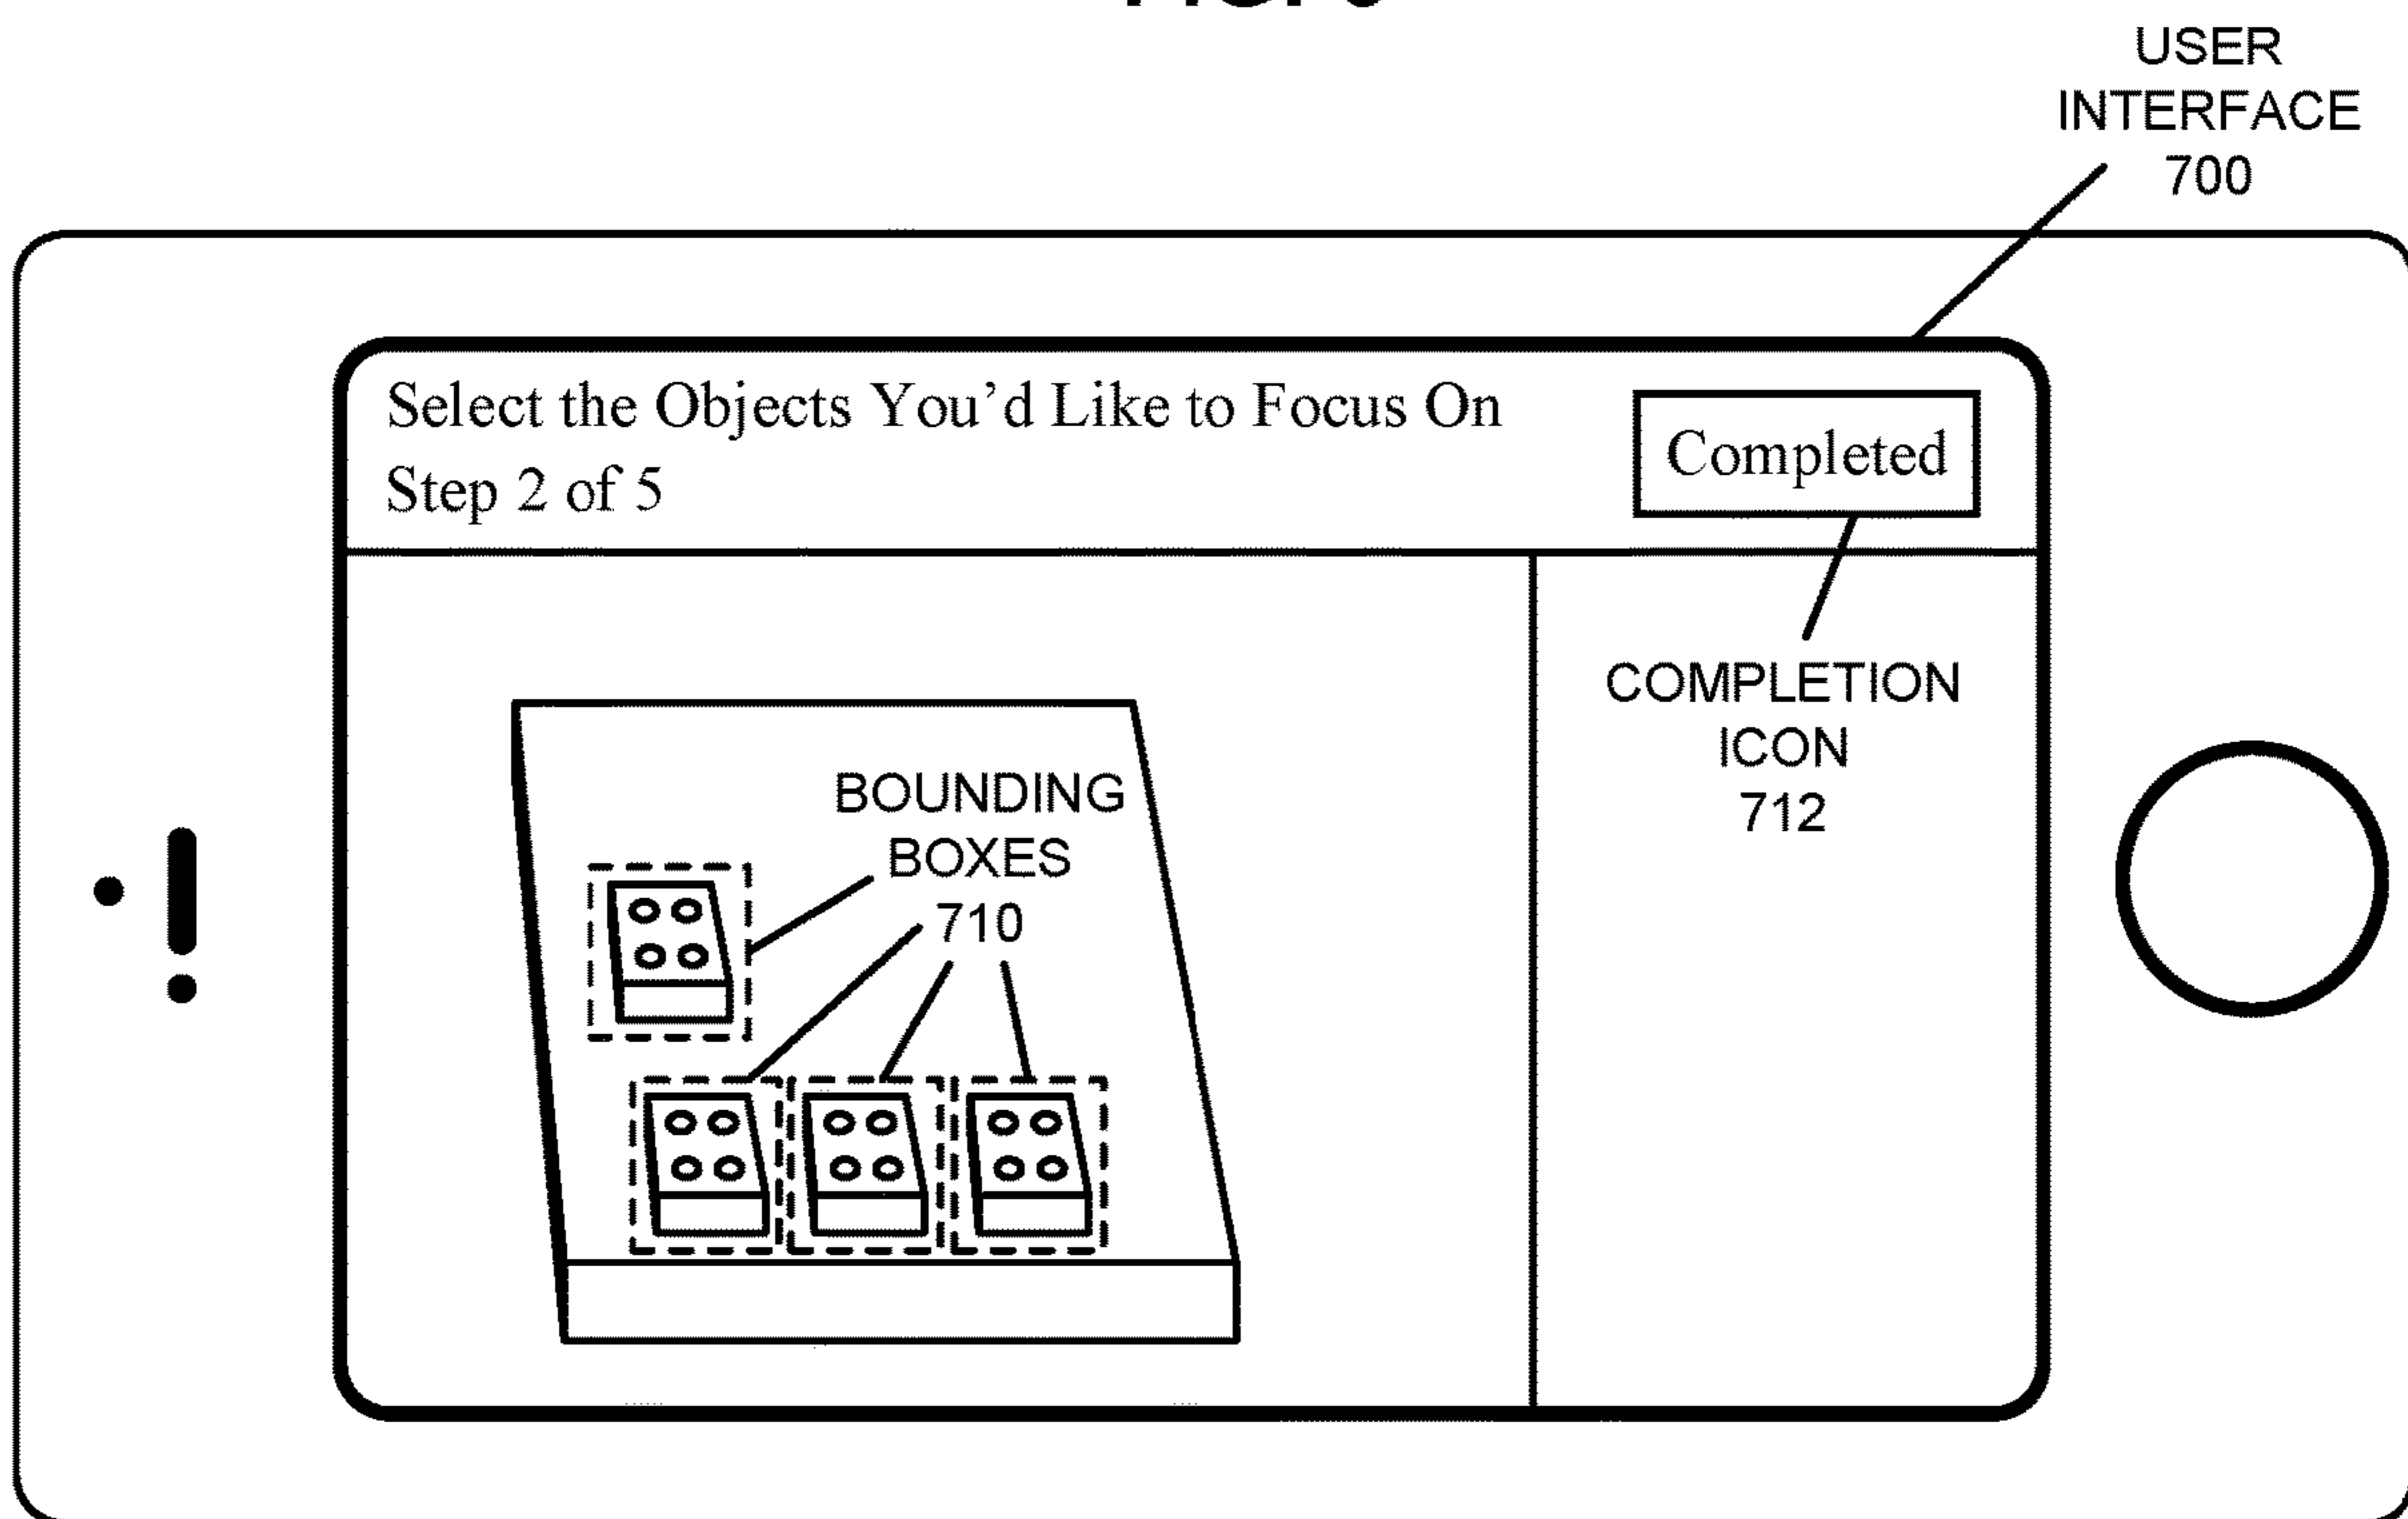 USER
INTERFACE
700
Select the Objects You’d Like to Focus On
Step 2 of 5
Completed
COMPLETION
ICON
712
BOUNDING
BOXES
710